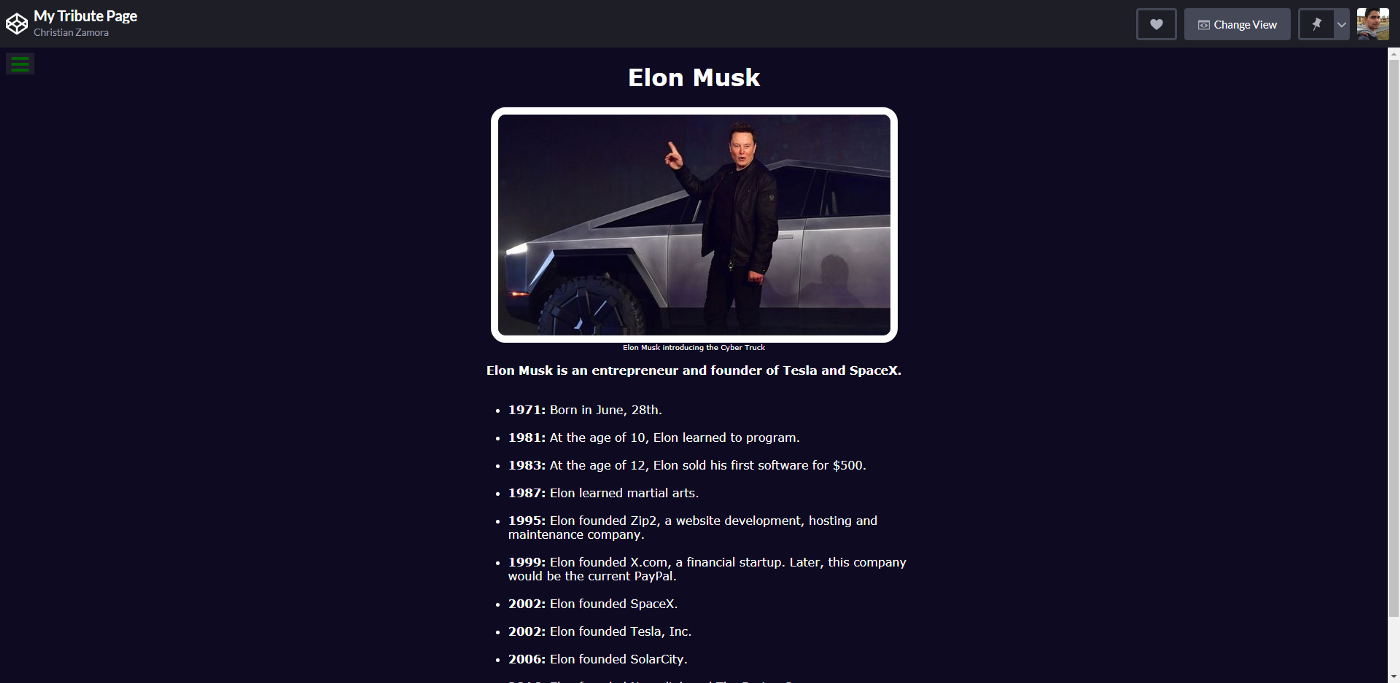 My Tribute Page
Christian Zamora
Change View
Elon Musk
Elon Musk introducing the Cyber Truck
Elon Musk is an entrepreneur and founder of Tesla and SpaceX.
• 1971: Born in June, 28th.
• 1981: At the age of 10, Elon learned to program.
• 1983: At the age of 12, Elon sold his first software for $500.
• 1987: Elon learned martial arts.
• 1995: Elon founded Zip2, a website development, hosting and
maintenance company.
• 1999: Elon founded X.com, a financial startup. Later, this company
would be the current PayPal.
• 2002: Elon founded SpaceX.
• 2002: Elon founded Tesla, Inc.
• 2006: Elon founded SolarCity.